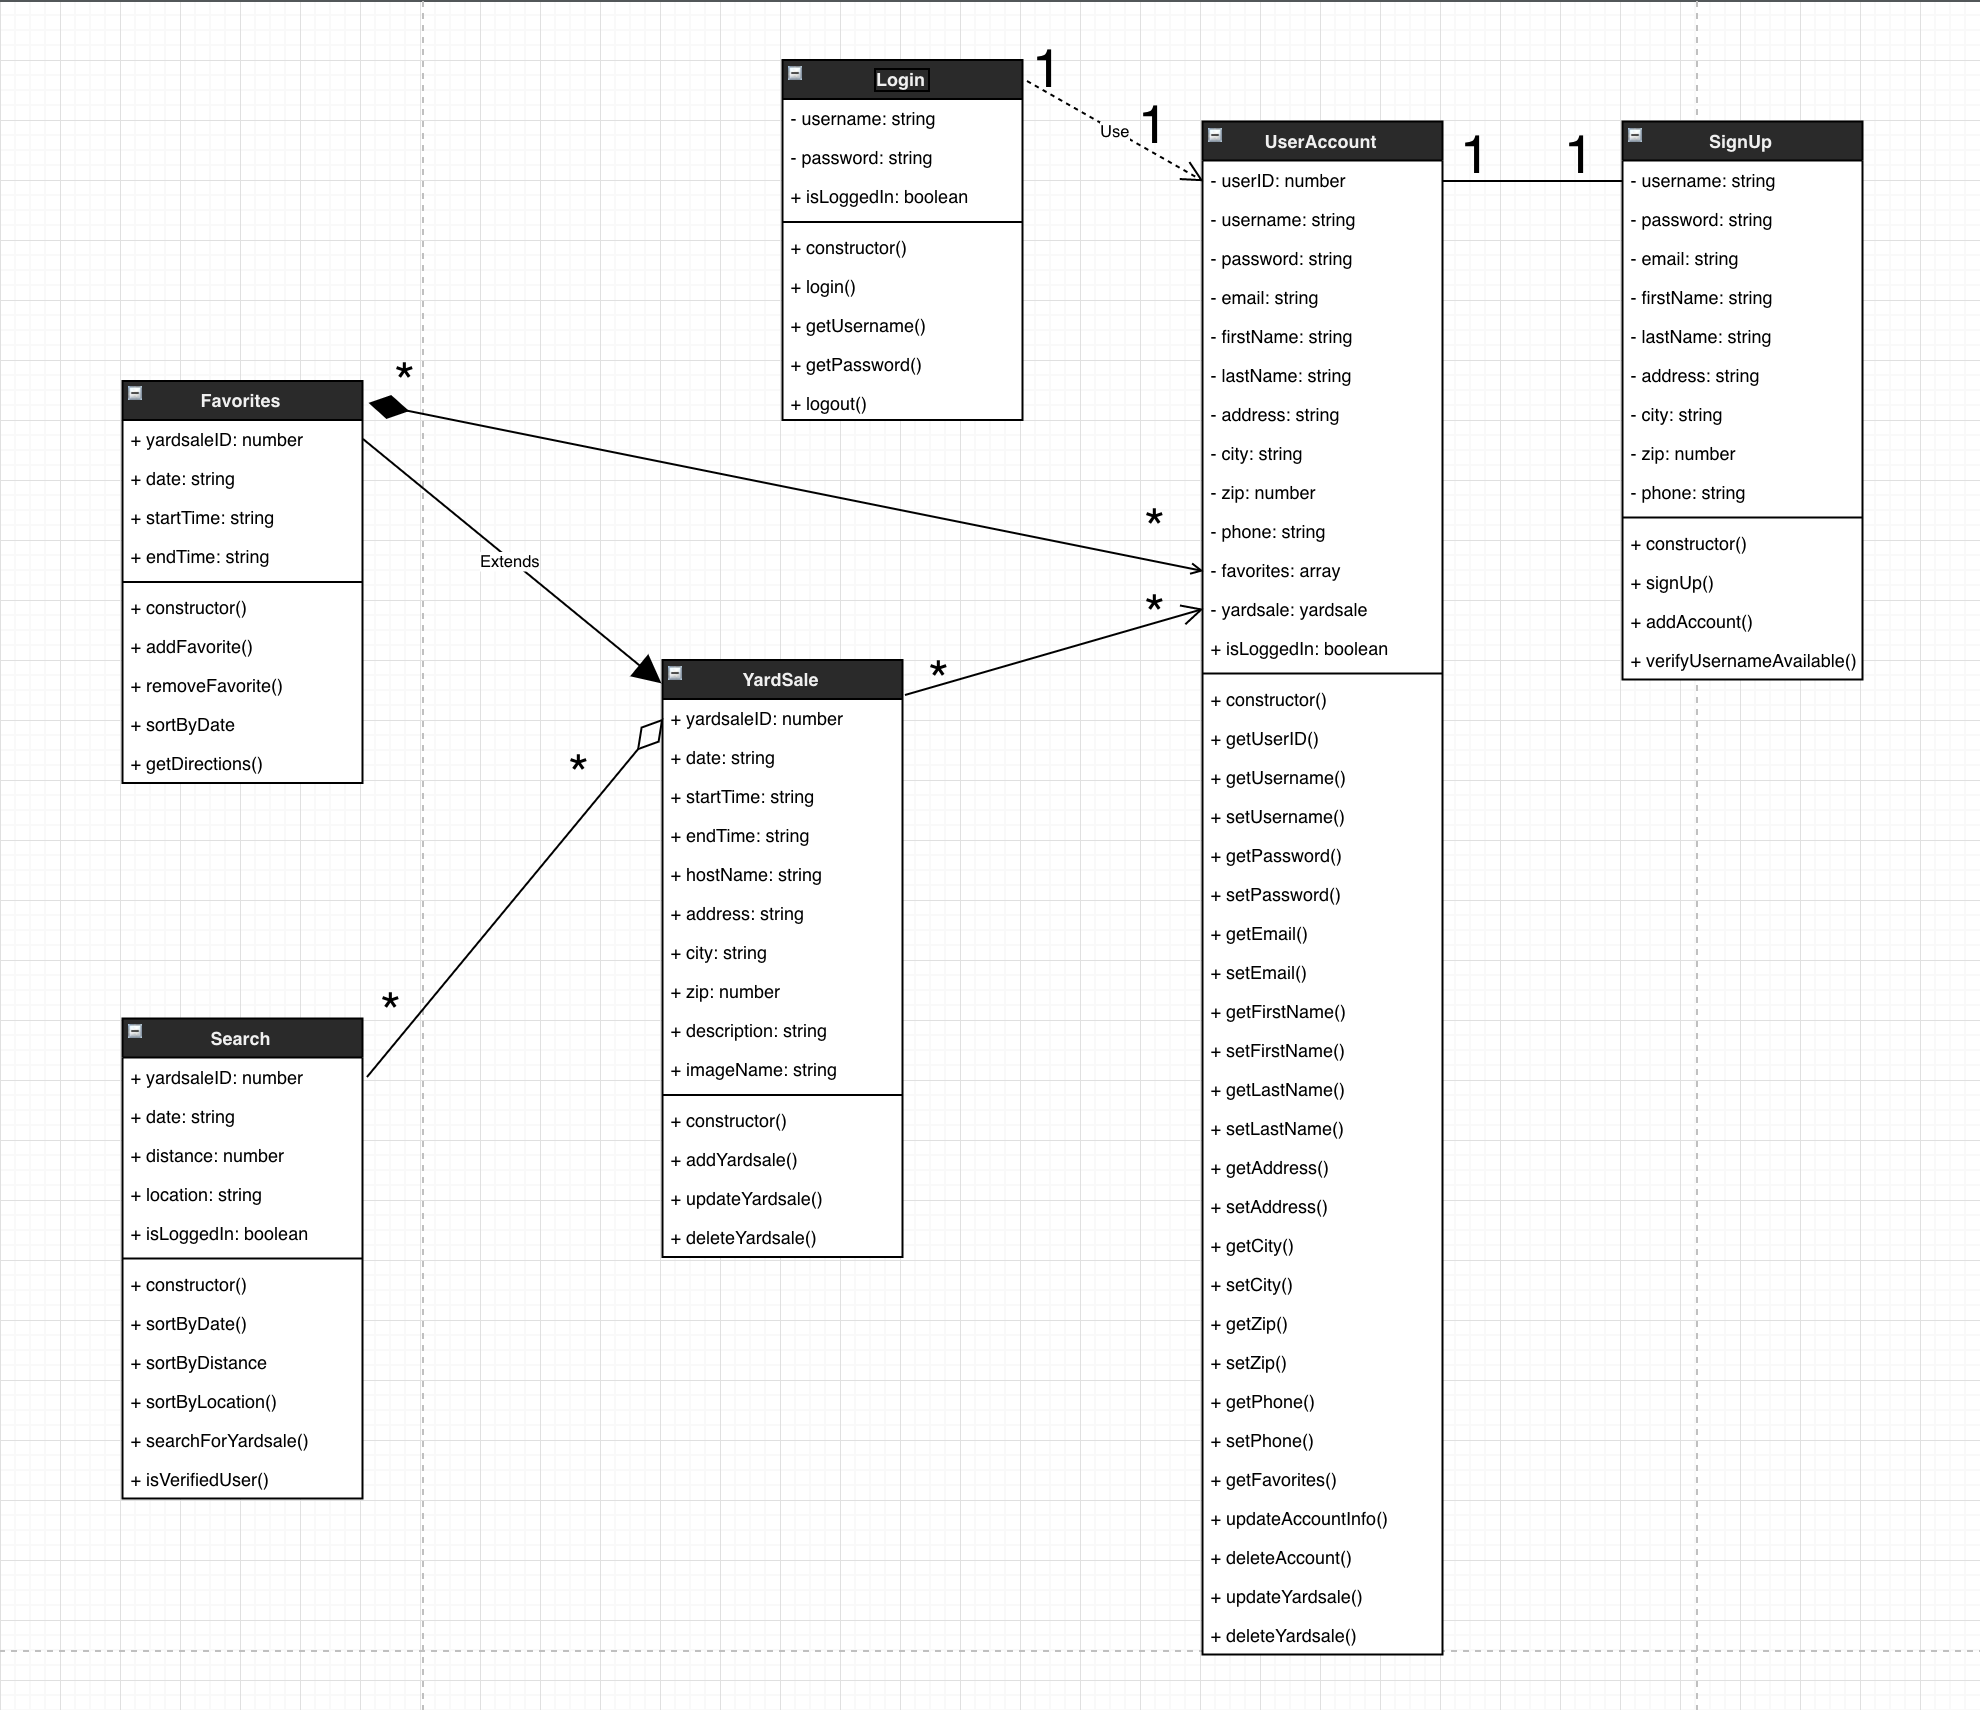 Login
- username: string
- password: string
+ isLoggedIn: boolean
+ constructor()
+ login()
+ getUsername()
+ getPassword()
+ logout()
1
Use
1
UserAccount
- userID: number
- username: string
- password: string
- email: string
- firstName: string
- lastName: string
- address: string
- city: string
- zip: number
- phone: string
- favorites: array
- yardsale: yardsale
+ isLoggedIn: boolean
+ constructor()
+ getUserID()
+ getUsername()
+ setUsername()
+ getPassword()
+ setPassword()
+ getEmail()
+ setEmail()
+ getFirstName()
+ setFirstName()
+ getLastName()
+ setLastName()
+ getAddress()
+ setAddress()
+ getCity()
+ setCity()
+ getZip()
+ setZip()
+ getPhone()
+ setPhone()
+ getFavorites()
+ updateAccountInfo()
+ deleteAccount()
+ updateYardsale()
+ deleteYardsale()
1
1
SignUp
- username: string
- password: string
- email: string
- firstName: string
- lastName: string
- address: string
- city: string
- zip: number
- phone: string
+ constructor()
+ signUp()
+ addAccount()
+ verifyUsernameAvailable()
*
*
*
*
Favorites
+ yardsaleID: number
+ date: string
+ startTime: string
+ endTime: string
+ constructor()
+ addFavorite()
+ removeFavorite()
+ sortByDate
+ getDirections()
Extends
YardSale
+ yardsaleID: number
+ date: string
+ startTime: string
+ endTime: string
+ hostName: string
+ address: string
+ city: string
+ zip: number
+ description: string
+ imageName: string
+ constructor()
+ addYardsale()
+ updateYardsale()
+ deleteYardsale()
*
*
Search
+ yardsaleID: number
+ date: string
+ distance: number
+ location: string
+ isLoggedIn: boolean
+ constructor()
+ sortByDate()
+ sortByDistance
+ sortByLocation()
+ searchForYardsale()
+ isVerifiedUser()